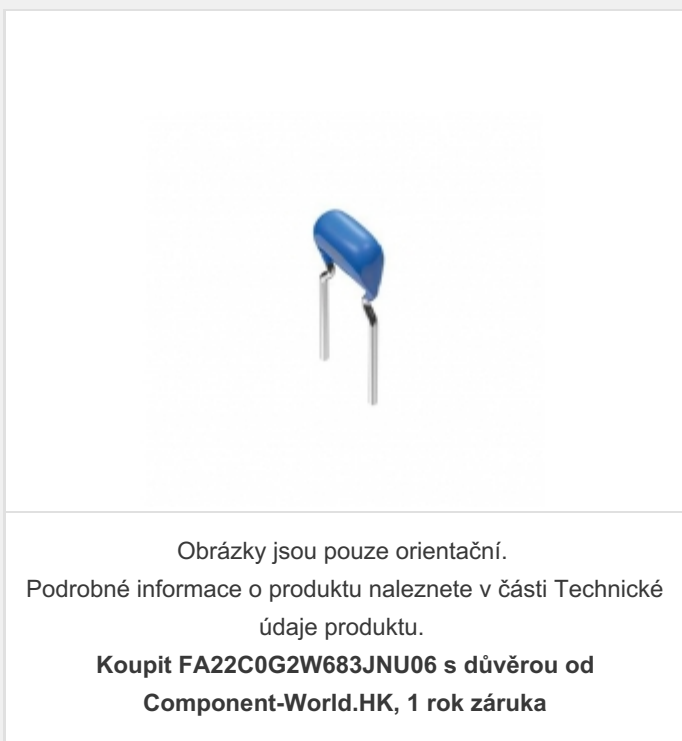 Obrázky jsou pouze orientační.
Podrobné informace o produktu naleznete v části Technické
údaje produktu.
Koupit FA22C0G2W683JNU06 s důvěrou od
Component-World.HK, 1 rok záruka